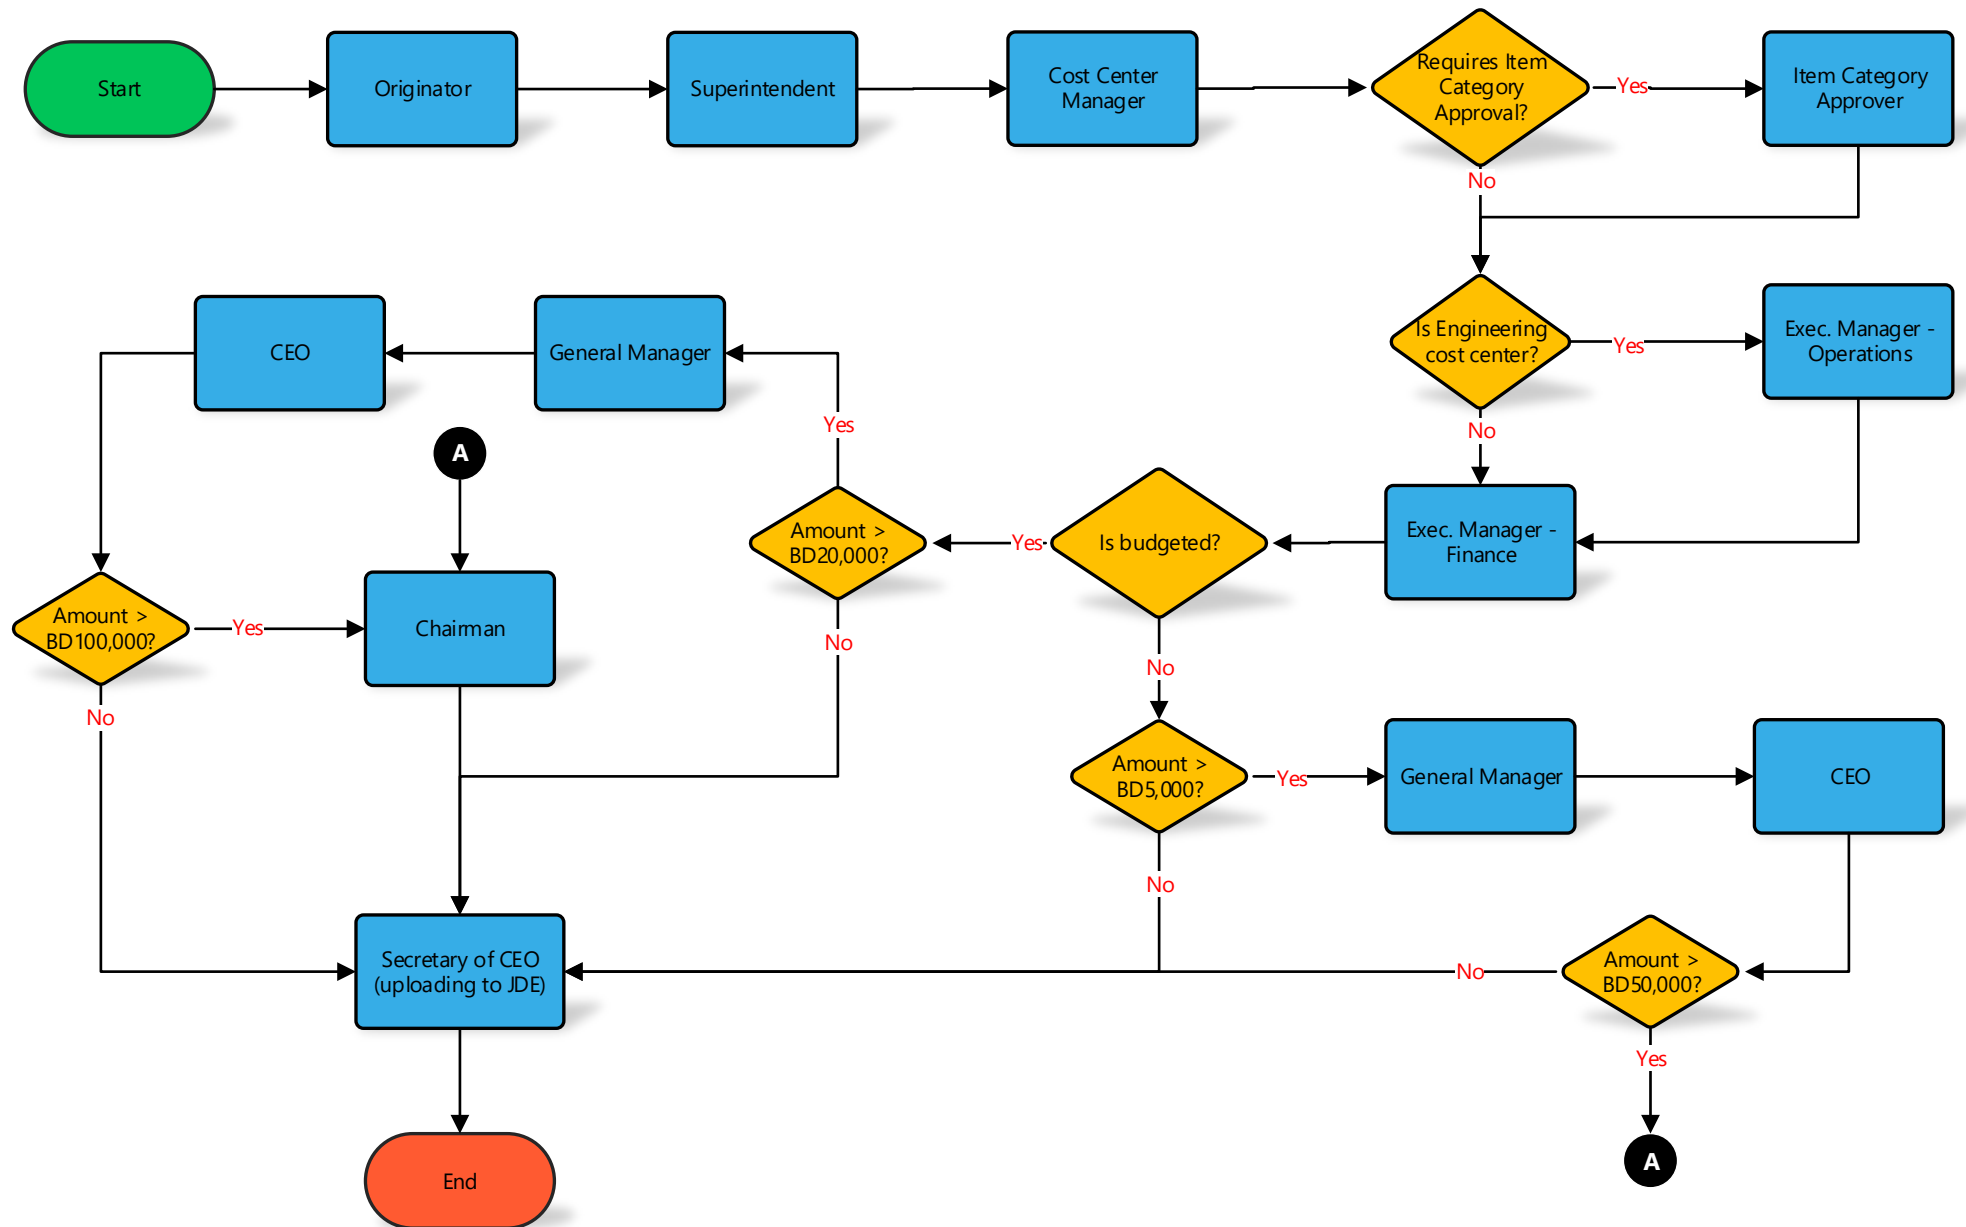 Start
Originator
Superintendent
Cost Center
Manager
Requires Item
Category
Approval?
Yes
Item Category
Approver
No
Is Engineering
cost center?
Yes
Exec. Manager -
Operations
No
Exec. Manager -
Finance
Is budgeted?
Yes
Amount >
BD20,000?
Yes
General Manager
CEO
A
Amount >
BD100,000?
Yes
Chairman
No
No
No
Amount >
BD5,000?
Yes
General Manager
CEO
No
Amount >
BD50,000?
No
Yes
A
Secretary of CEO
(uploading to JDE)
End